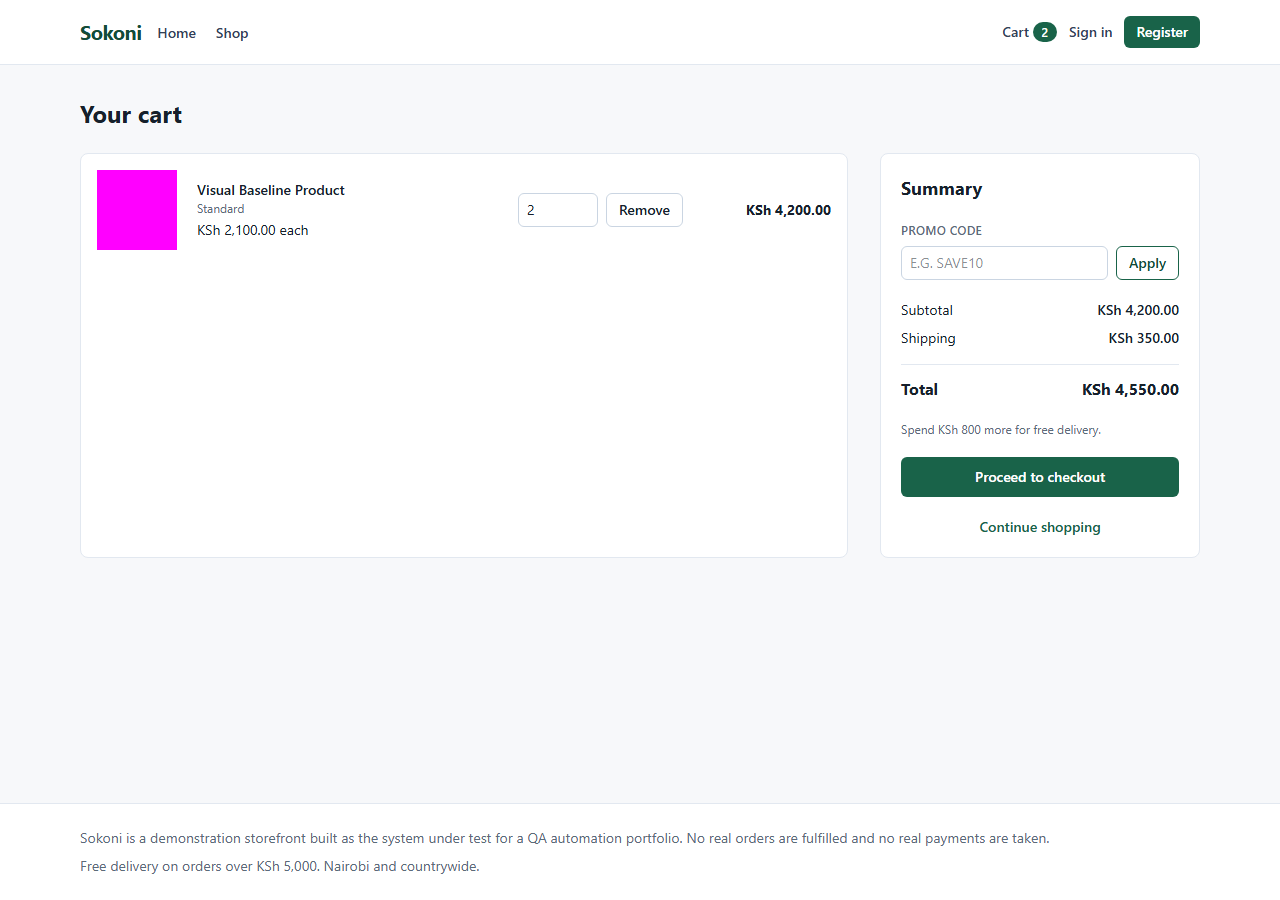 Sokoni Home Shop Cart 2 Sign in Register
Your cart
Visual Baseline Product
Standard
KSh 2,100.00 each
2 Remove KSh 4,200.00
Summary
PROMO CODE
E.G. SAVE10 Apply
Subtotal KSh 4,200.00
Shipping KSh 350.00
Total KSh 4,550.00
Spend KSh 800 more for free delivery.
Proceed to checkout
Continue shopping
Sokoni is a demonstration storefront built as the system under test for a QA automation portfolio. No real orders are fulfilled and no real payments are taken.
Free delivery on orders over KSh 5,000. Nairobi and countrywide.